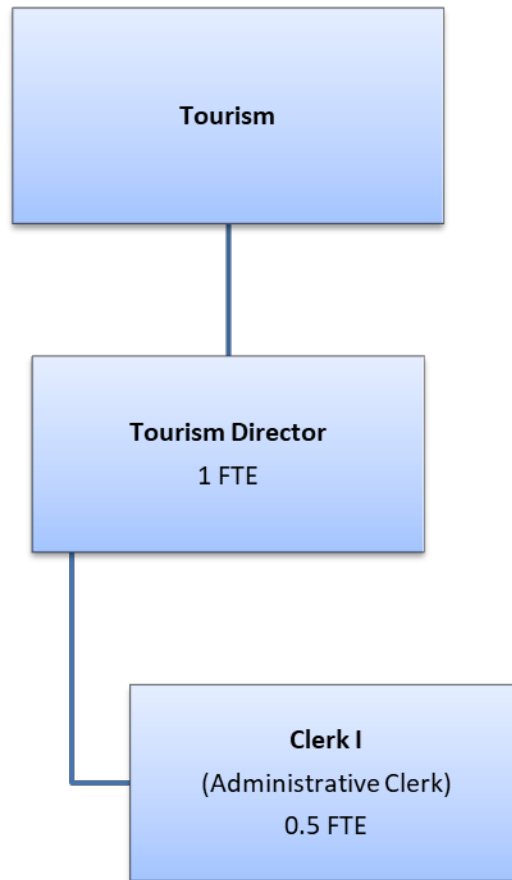 Tourism
Tourism Director
1 FTE
Clerk I
(Administrative Clerk)
0.5 FTE